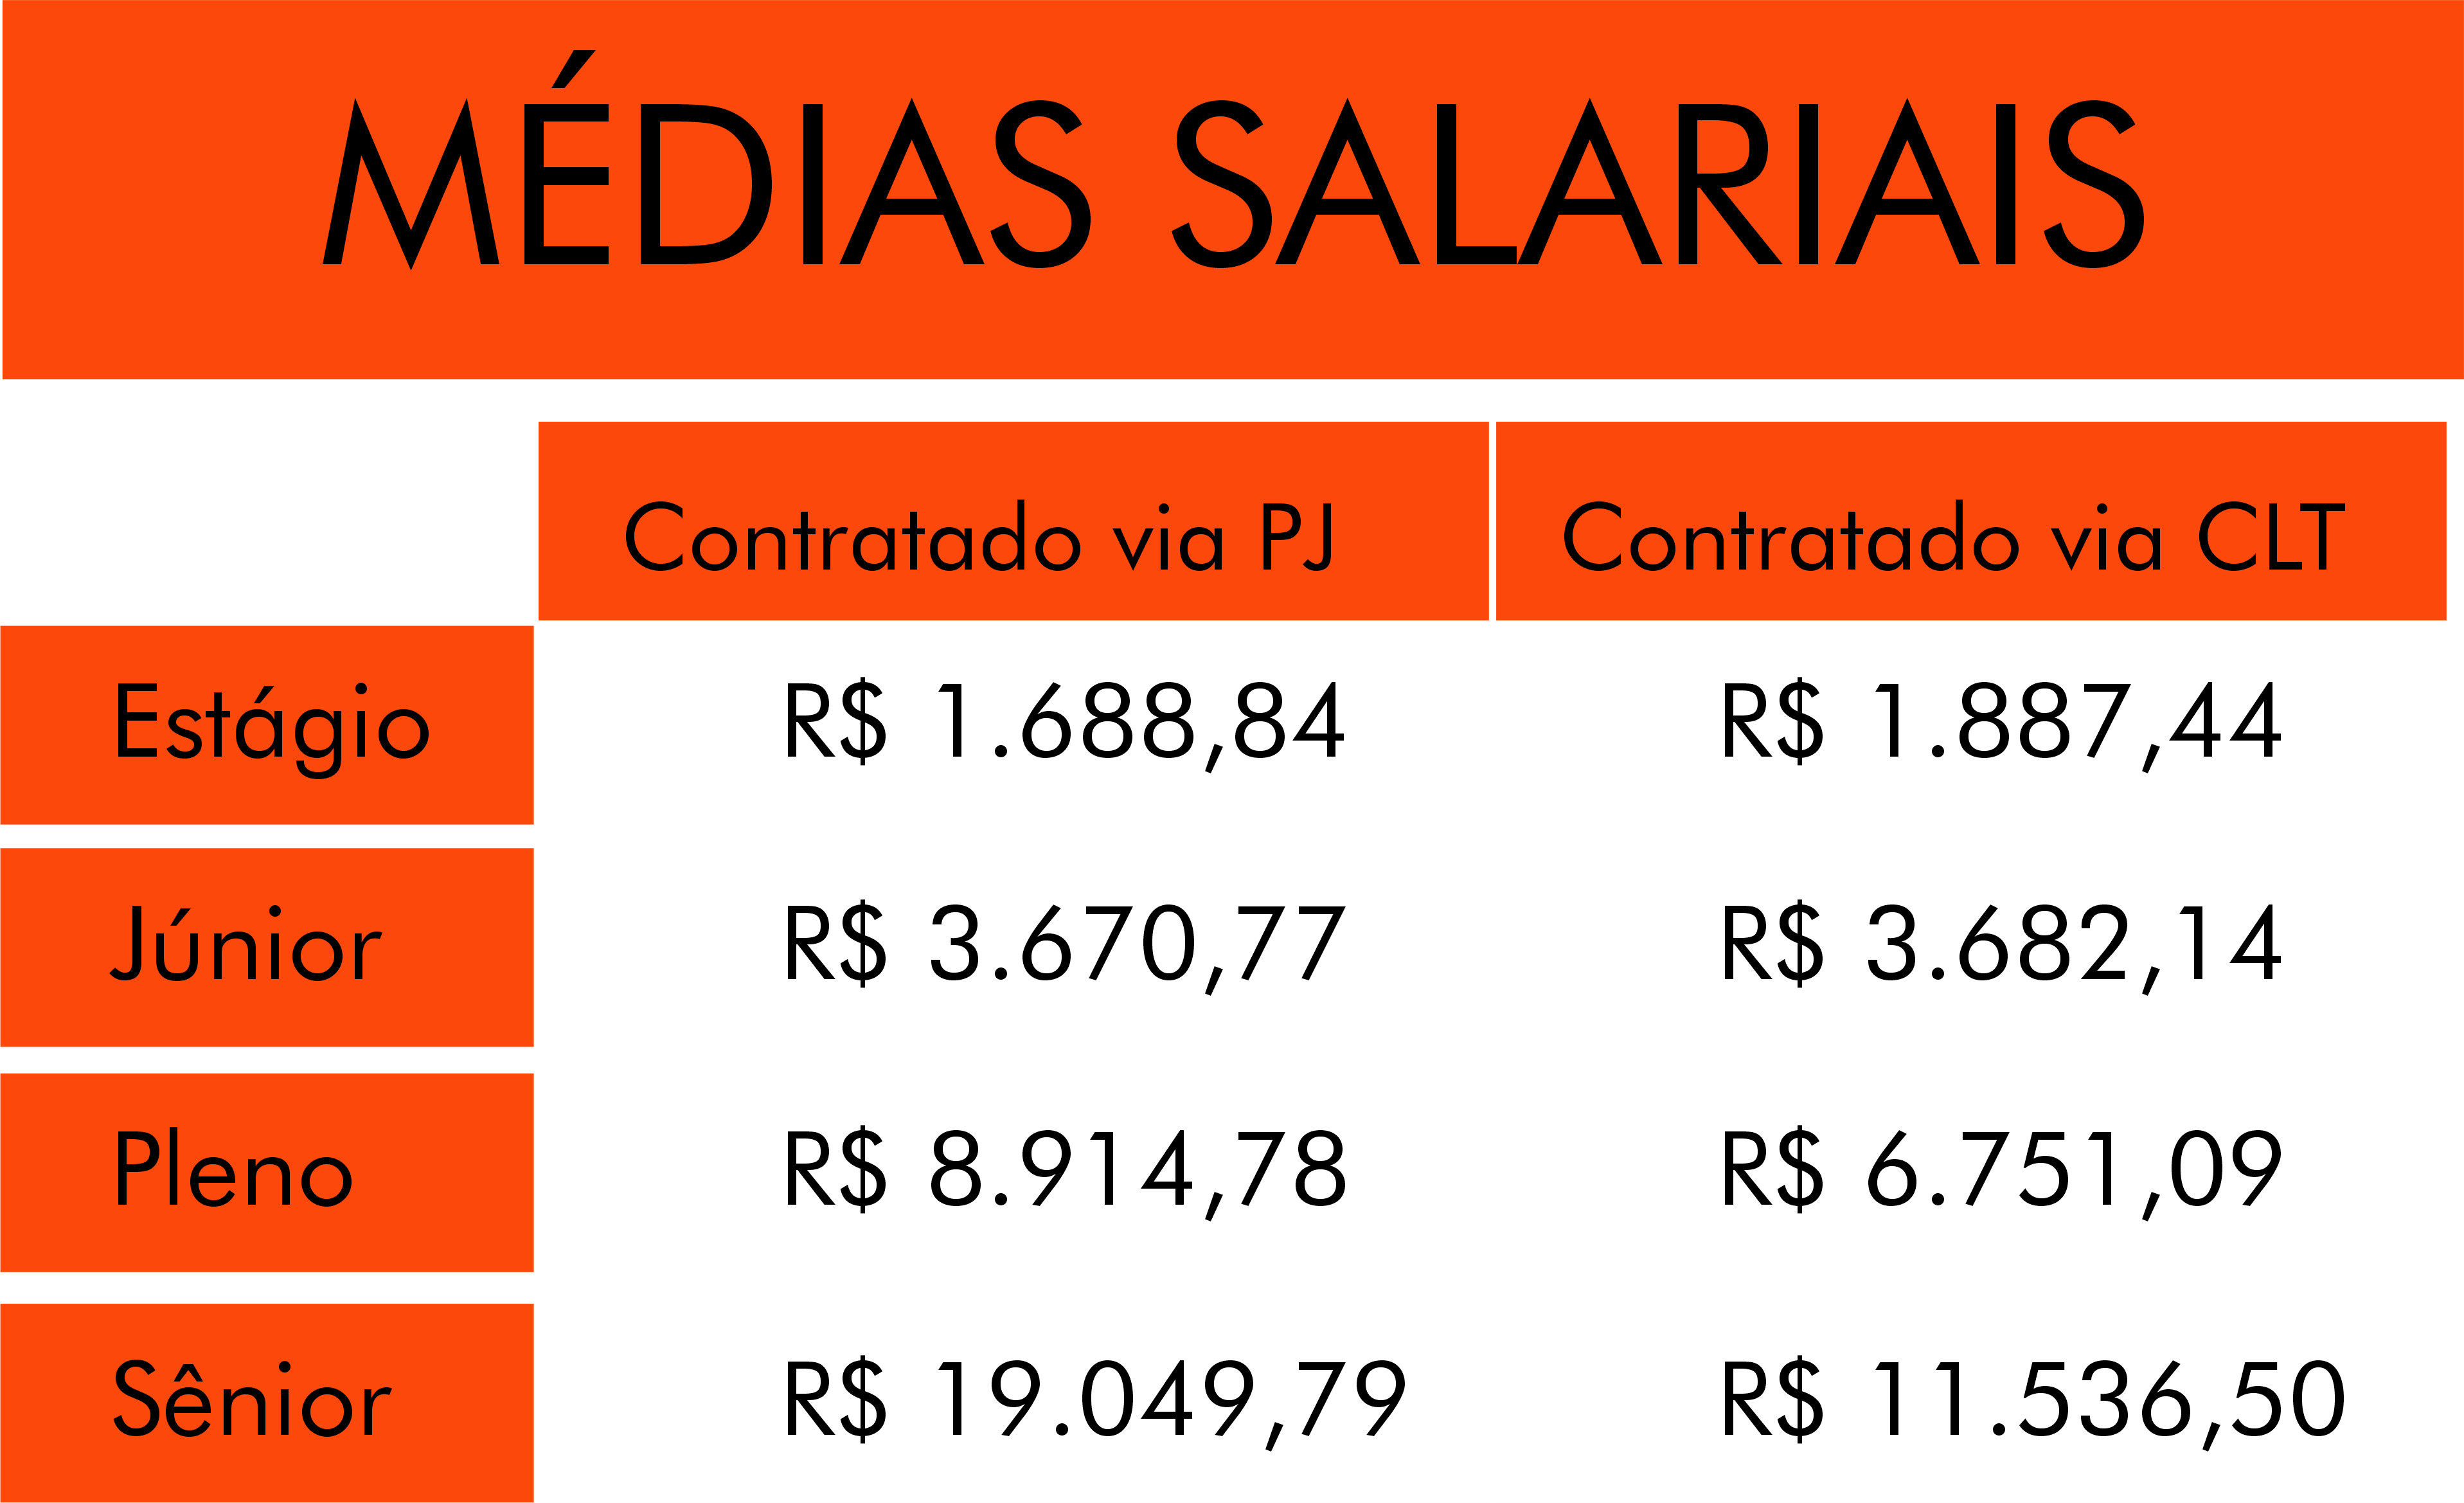 MÉDIAS SALARIAIS
Contratado via PJ Contratado via CLT
Estágio R$ 1.688,84 R$ 1.887,44
Júnior R$ 3.670,77 R$ 3.682,14
Pleno R$ 8.914,78 R$ 6.751,09
Sênior R$ 19.049,79 R$ 11.536,50